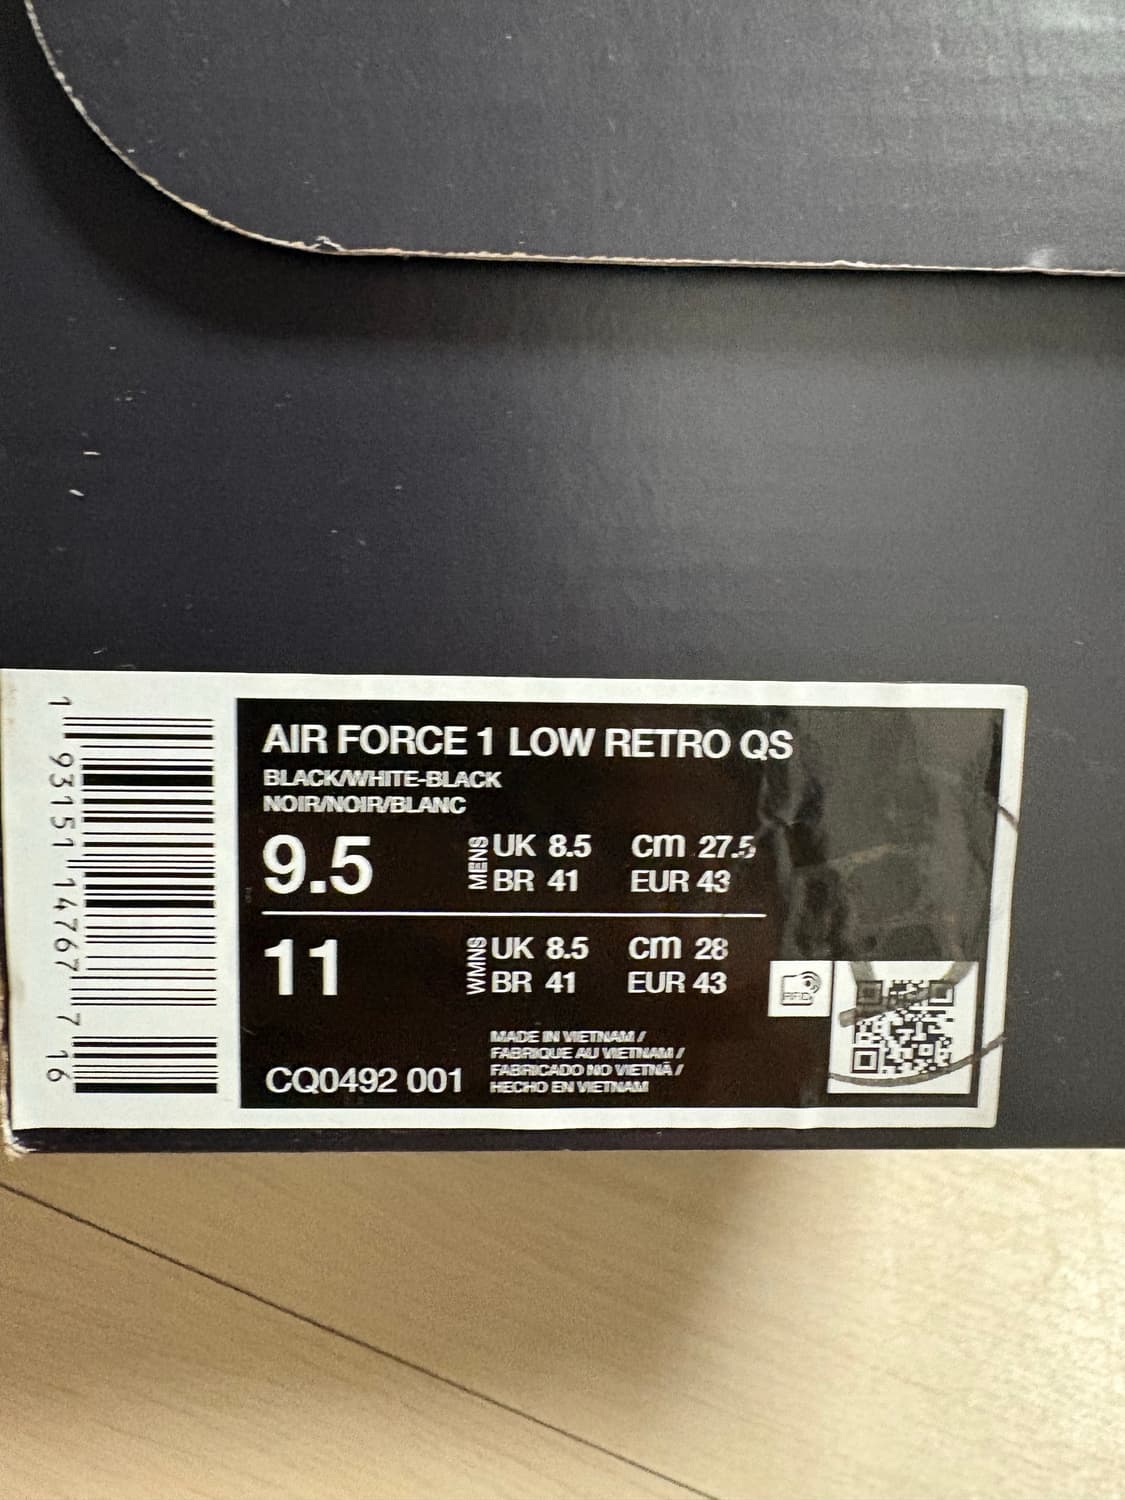 AIR FORCE 1 LOW RETRO QS
BLACK/WHITE-BLACK
NOIR/NOIR/BLANC
9.5 MENS UK 8.5 CM 27.5
BR 41 EUR 43
11 WMNS UK 8.5 CM 28
BR 41 EUR 43
RFID
CQ0492 001
MADE IN VIETNAM /
FABRIQUE AU VIETNAM /
FABRICADO NO VIETNÃ /
HECHO EN VIETNAM
1 93151 14767 7 16